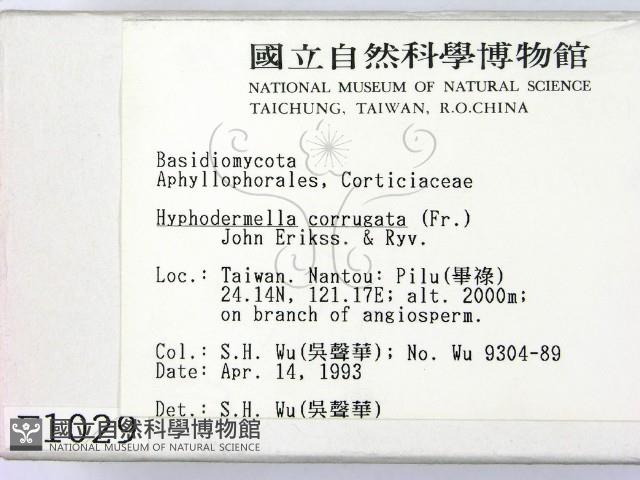 國立自然科學博物館
NATIONAL MUSEUM OF NATURAL SCIENCE
TAICHUNG, TAIWAN, R.O.CHINA
Basidiomycota
Aphyllophorales, Corticiaceae
Hyphodermella corrugata (Fr.)
John Erikss. & Ryv.
Loc.: Taiwan. Nantou: Pilu(畢祿)
24.14N, 121.17E; alt. 2000m;
on branch of angiosperm.
Col.: S.H. Wu(吳聲華); No. Wu 9304-89
Date: Apr. 14, 1993
Det.: S.H. Wu(吳聲華)
國立自然科學博物館
NATIONAL MUSEUM OF NATURAL SCIENCE